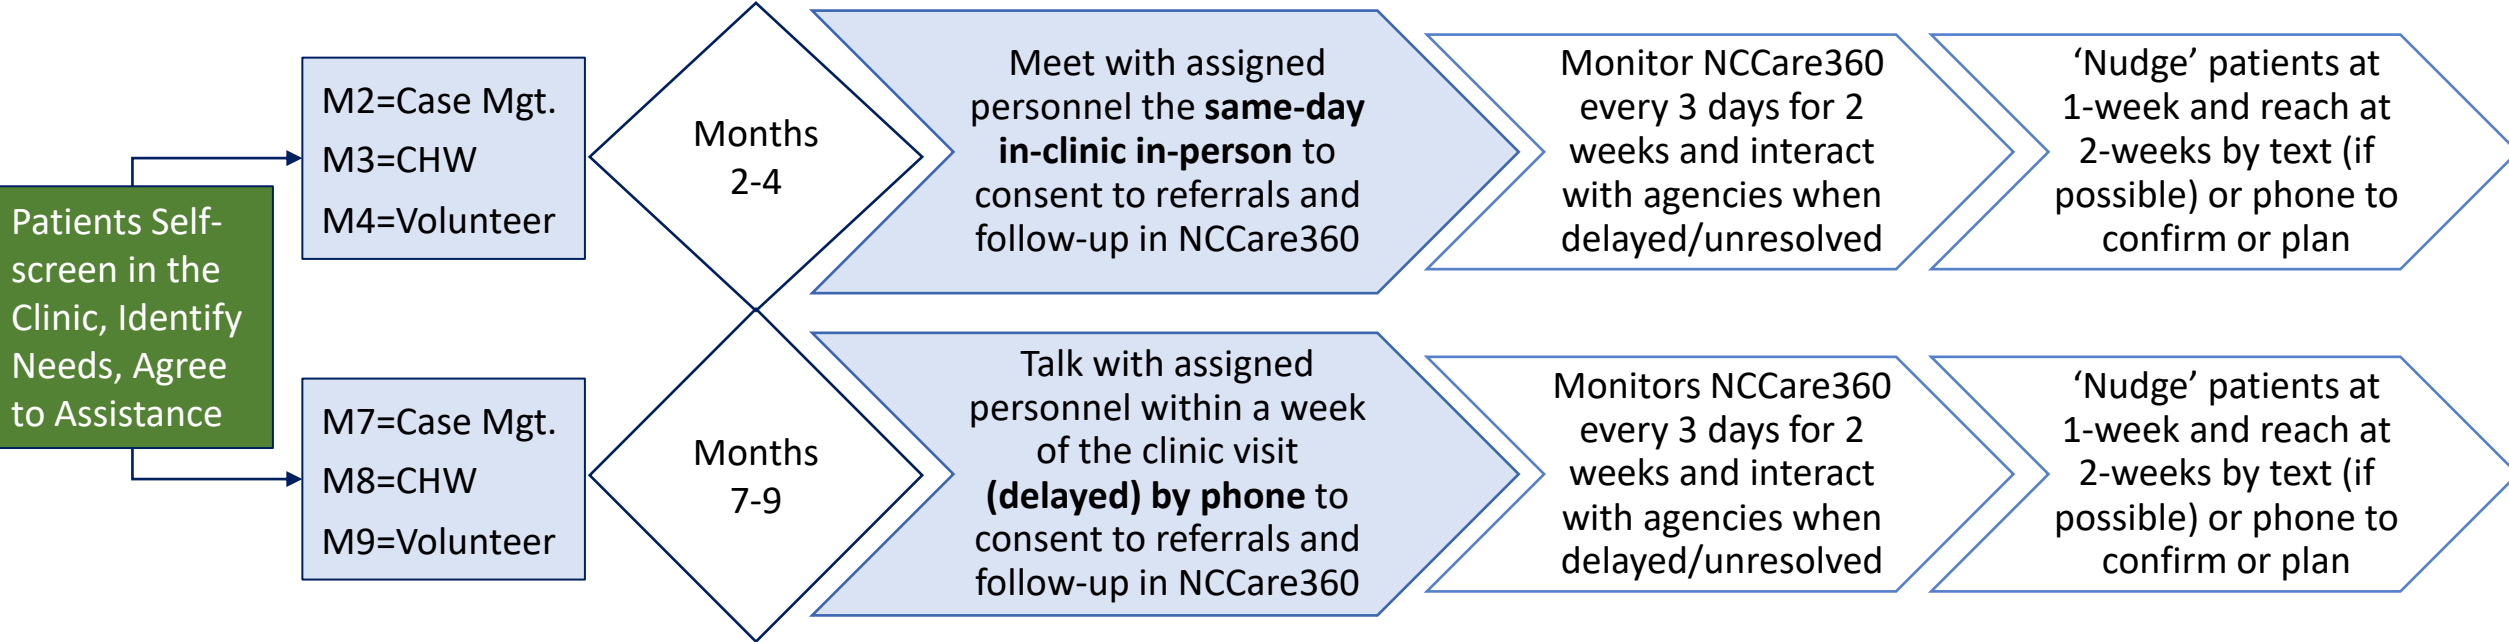 Patients Self-
screen in the
Clinic, Identify
Needs, Agree
to Assistance
M2=Case Mgt.
M3=CHW
M4=Volunteer
Months
2-4
Meet with assigned
personnel the same-day
in-clinic in-person to
consent to referrals and
follow-up in NCCare360
Monitor NCCare360
every 3 days for 2
weeks and interact
with agencies when
delayed/unresolved
‘Nudge’ patients at
1-week and reach at
2-weeks by text (if
possible) or phone to
confirm or plan
M7=Case Mgt.
M8=CHW
M9=Volunteer
Months
7-9
Talk with assigned
personnel within a week
of the clinic visit
(delayed) by phone to
consent to referrals and
follow-up in NCCare360
Monitors NCCare360
every 3 days for 2
weeks and interact
with agencies when
delayed/unresolved
‘Nudge’ patients at
1-week and reach at
2-weeks by text (if
possible) or phone to
confirm or plan